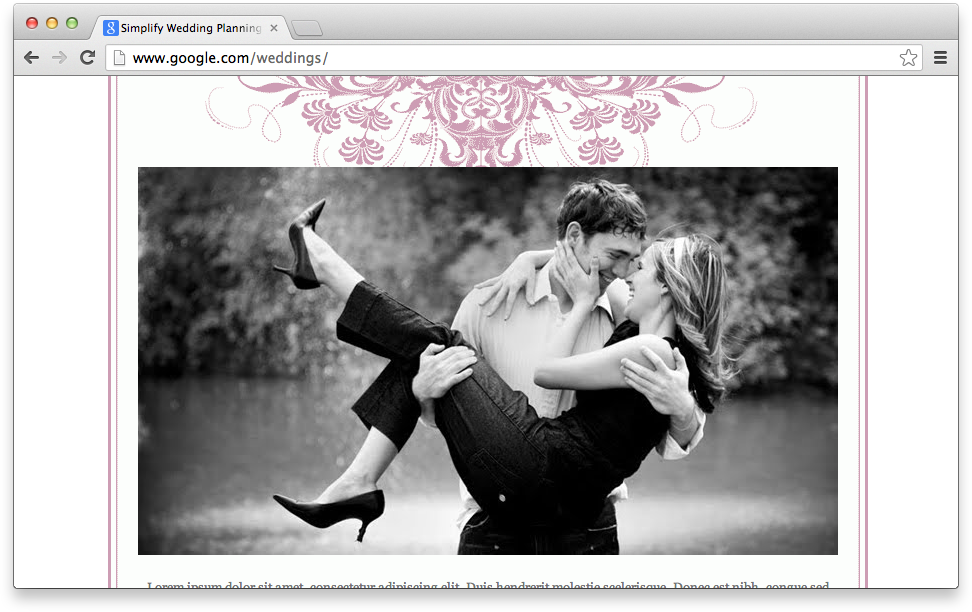 Simplify Wedding Planning
www.google.com/weddings/
Lorem ipsum dolor sit amet, consectetur adipiscing elit. Duis hendrerit molestie scelerisque. Donec est nibh, congue sed